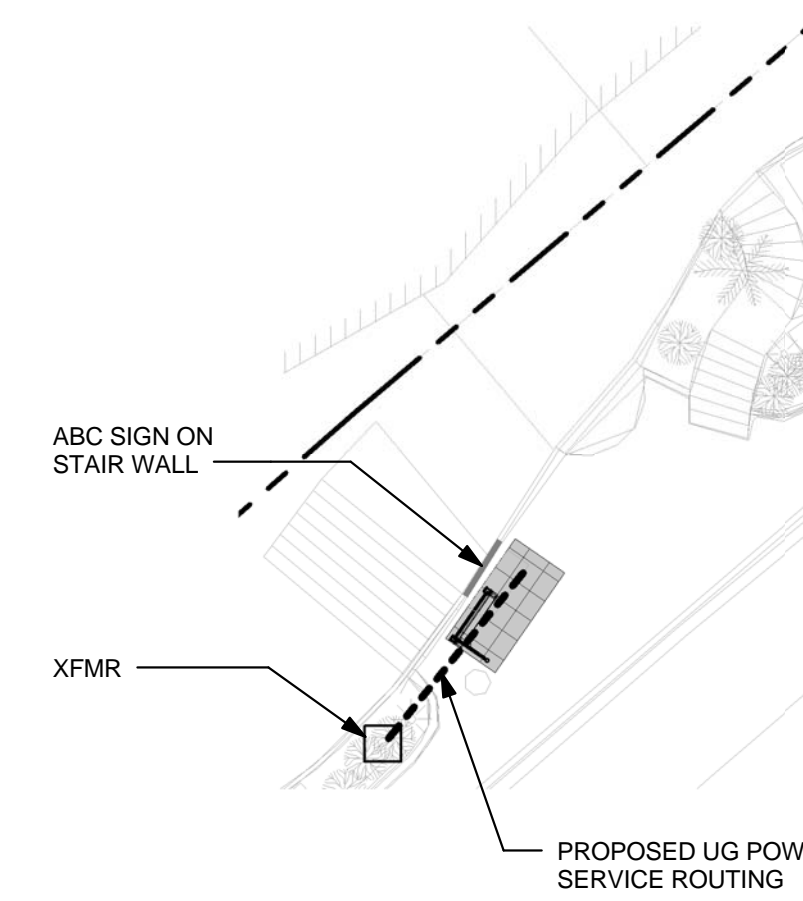 ABC SIGN ON
STAIR WALL
XFMR
PROPOSED UG POW
SERVICE ROUTING